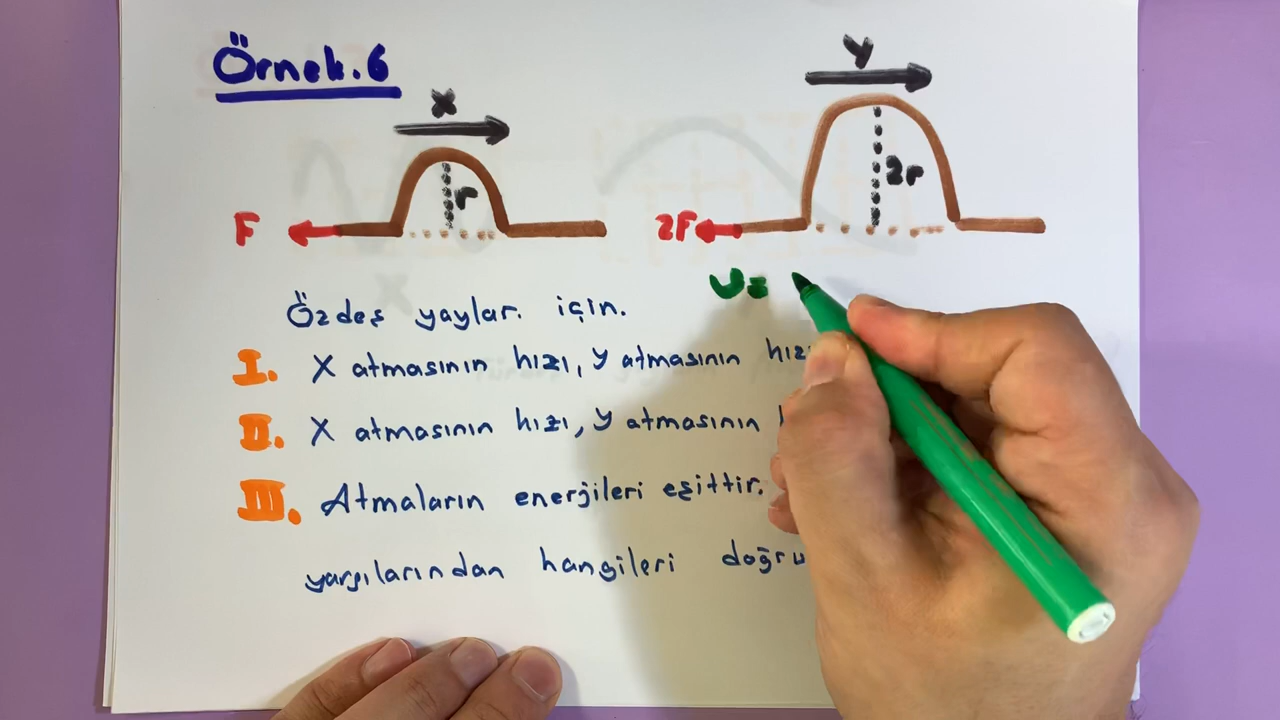 Örnek.6
x
y
r
2r
F
2F
υ=
Özdeş yaylar. için.
I. X atmasının hızı, y atmasının hızı
II. X atmasının hızı, y atmasının
III. Atmaların enerjileri eşittir.
yargılarından hangileri doğru